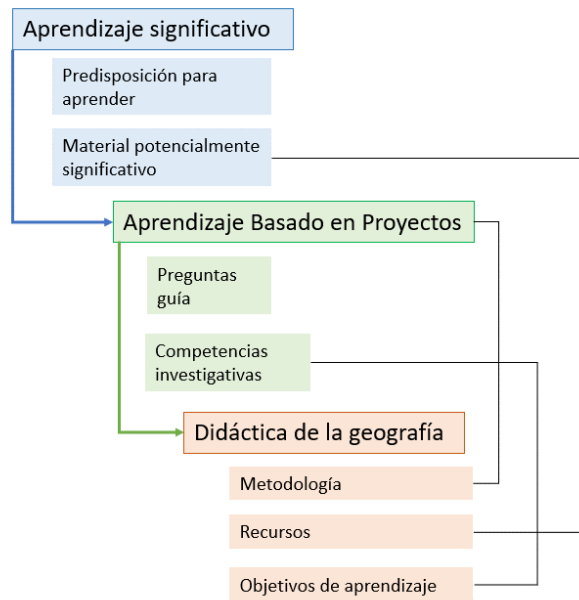 Aprendizaje significativo
Predisposición para
aprender
Material potencialmente
significativo
Aprendizaje Basado en Proyectos
Preguntas
guía
Competencias
investigativas
Didáctica de la geografía
Metodología
Recursos
Objetivos de aprendizaje